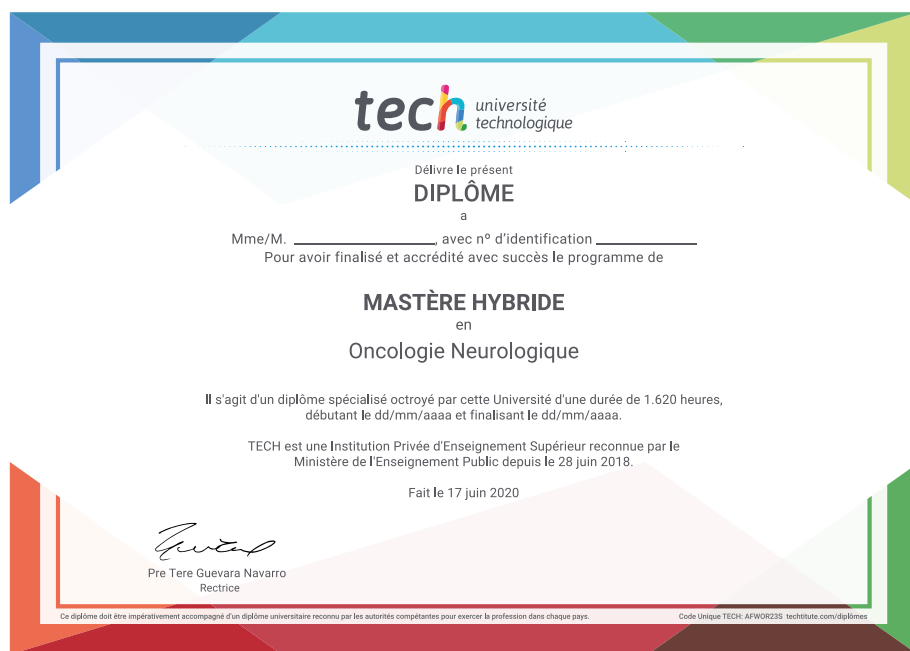 tech université
technologique
Délivre le présent
DIPLÔME
a
Mme/M. ____________________, avec nº d'identification ______________
Pour avoir finalisé et accrédité avec succès le programme de
MASTÈRE HYBRIDE
en
Oncologie Neurologique
Il s'agit d'un diplôme spécialisé octroyé par cette Université d'une durée de 1.620 heures,
débutant le dd/mm/aaaa et finalisant le dd/mm/aaaa.
TECH est une Institution Privée d'Enseignement Supérieur reconnue par le
Ministère de l'Enseignement Public depuis le 28 juin 2018.
Fait le 17 juin 2020
Pre Tere Guevara Navarro
Rectrice
Ce diplôme doit être impérativement accompagné d'un diplôme universitaire reconnu par les autorités compétantes pour exercer la profession dans chaque pays.
Code Unique TECH: AFWOR23S techtitute.com/diplômes